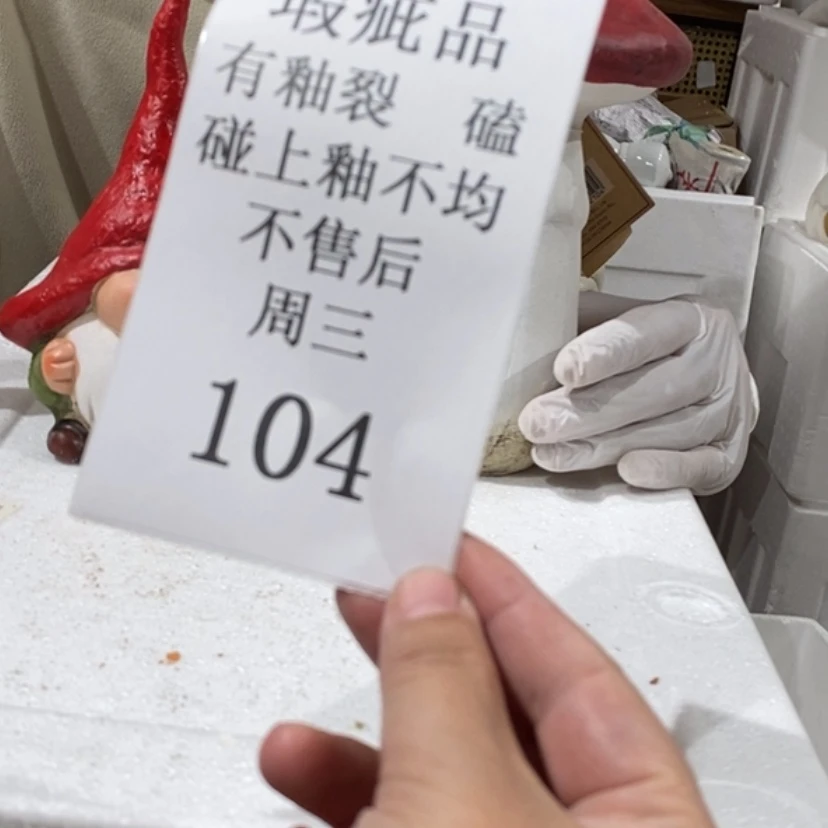 瑕疵品
有釉裂 磕
碰上釉不均
不售后
周三
104